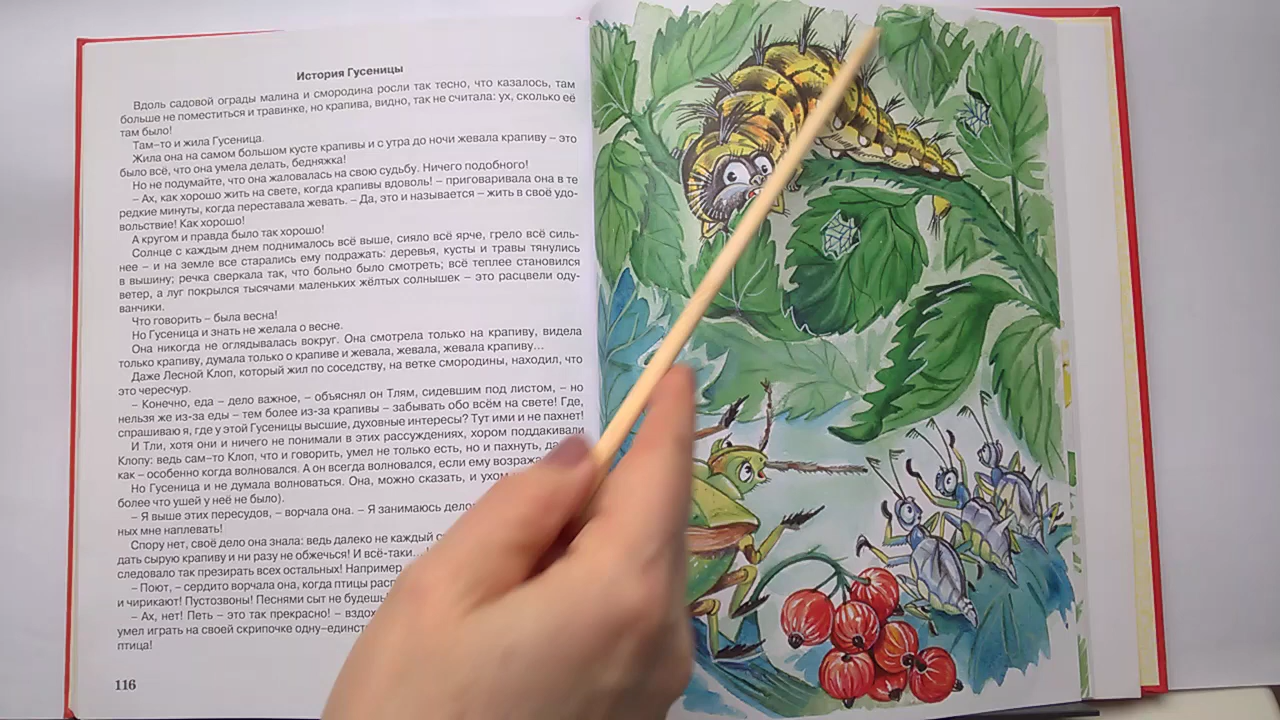 История Гусеницы
Вдоль садовой ограды малина и смородина росли так тесно, что казалось, там
больше не поместиться и травинке, но крапива, видно, так не считала: ух, сколько её
там было!
Там–то и жила Гусеница.
Жила она на самом большом кусте крапивы и с утра до ночи жевала крапиву – это
было всё, что она умела делать, бедняжка!
Но не подумайте, что она жаловалась на свою судьбу. Ничего подобного!
– Ах, как хорошо жить на свете, когда крапивы вдоволь! – приговаривала она в те
редкие минуты, когда переставала жевать. – Да, это и называется – жить в своё удо-
вольствие! Как хорошо!
А кругом и правда было так хорошо!
Солнце с каждым днем поднималось всё выше, сияло всё ярче, грело всё силь-
нее – и на земле все старались ему подражать: деревья, кусты и травы тянулись
в вышину; речка сверкала так, что больно было смотреть; всё теплее становился
ветер, а луг покрылся тысячами маленьких жёлтых солнышек – это расцвели оду-
ванчики.
Что говорить – была весна!
Но Гусеница и знать не желала о весне.
Она никогда не оглядывалась вокруг. Она смотрела только на крапиву, видела
только крапиву, думала только о крапиве и жевала, жевала, жевала крапиву…
Даже Лесной Клоп, который жил по соседству, на ветке смородины, находил, что
это чересчур.
– Конечно, еда – дело важное, – объяснял он Тлям, сидевшим под листом, – но
нельзя же из-за еды – тем более из-за крапивы – забывать обо всём на свете! Где,
спрашиваю я, где у этой Гусеницы высшие, духовные интересы? Тут ими и не пахнет!
И Тли, хотя они и ничего не понимали в этих рассуждениях, хором поддакивали
Клопу: ведь сам–то Клоп, что и говорить, умел не только есть, но и пахнуть, да
как – особенно когда волновался. А он всегда волновался, если ему
Но Гусеница и не думала волноваться. Она, можно сказать, и ухом
более что ушей у неё не было).
– Я выше этих пересудов, – ворчала она. – Я занимаюсь
ных мне наплевать!
Спору нет, своё дело она знала: ведь далеко не каждый
дать сырую крапиву и ни разу не обжечься! И всё-таки…
следовало так презирать всех остальных! Например,
– Поют, – сердито ворчала она, когда птицы
и чирикают! Пустозвоны! Песнями сыт не будешь
– Ах, нет! Петь – это так прекрасно! –
умел играть на своей скрипочке
птица!
116